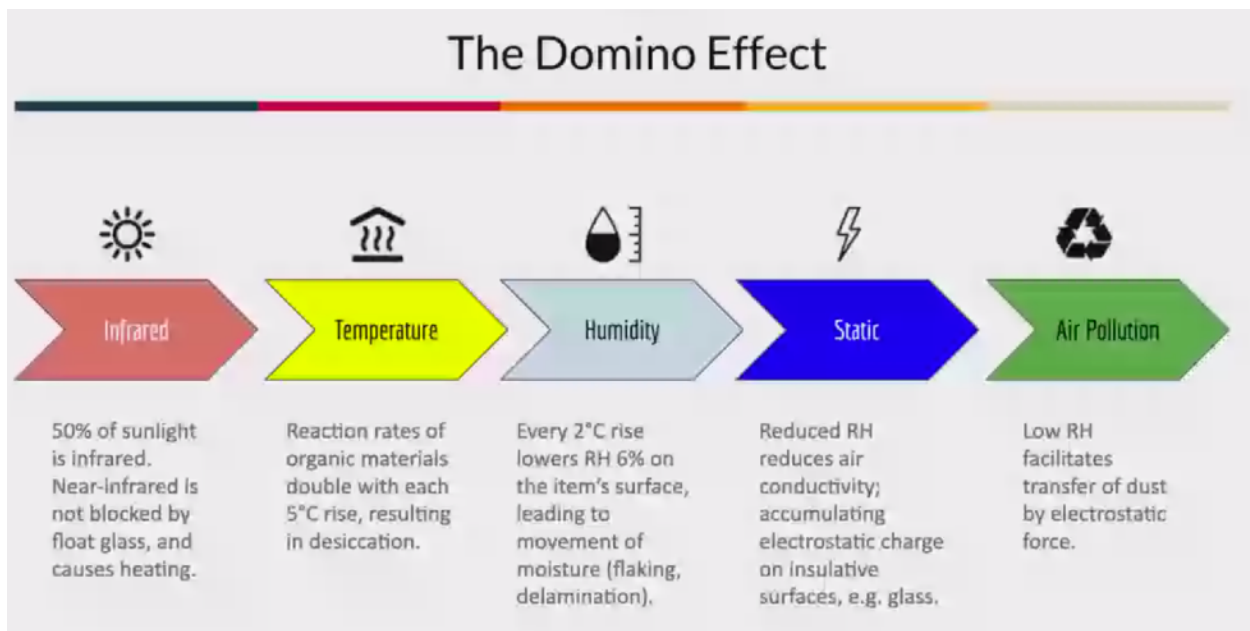 The Domino Effect
Infrared
Temperature
Humidity
Static
Air Pollution
50% of sunlight
is infrared.
Near-infrared is
not blocked by
float glass, and
causes heating.
Reaction rates of
organic materials
double with each
5°C rise, resulting
in desiccation.
Every 2°C rise
lowers RH 6% on
the item's surface,
leading to
movement of
moisture (flaking,
delamination).
Reduced RH
reduces air
conductivity;
accumulating
electrostatic charge
on insulative
surfaces, e.g. glass.
Low RH
facilitates
transfer of dust
by electrostatic
force.